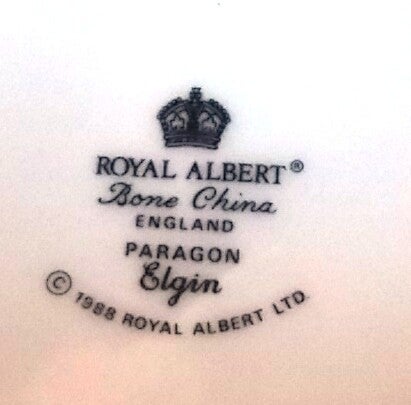 ROYAL ALBERT®
Bone China
ENGLAND
PARAGON
Elgin
© 1988 ROYAL ALBERT LTD.